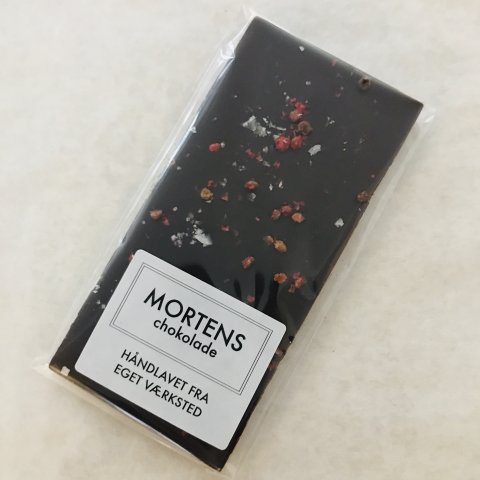 MORTENS
chokolade
HÅNDLAVET FRA
EGET VÆRKSTED